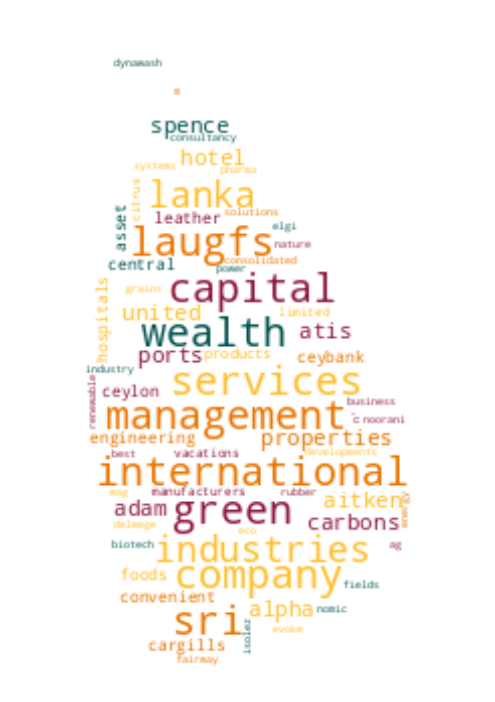 dynawash
spence
consultancy
hotel
systems
pharma
citrus
lanka
asset
leather
solutions
elgi
laugfs
nature
central
consolidated
power
hospitals
grains
capital
united
limited
wealth
atis
ports
products
ceybank
industry
services
renewable
ceylon
business
management
c noorani
engineering
properties
best
vacations
developments
international
mag
manufacturers
rubber
aitken
energy
adam
green
carbons
delmege
eco
biotech
industries
ag
foods
company
fields
convenient
sri
alpha
nomic
isolez
evoke
cargills
fairway